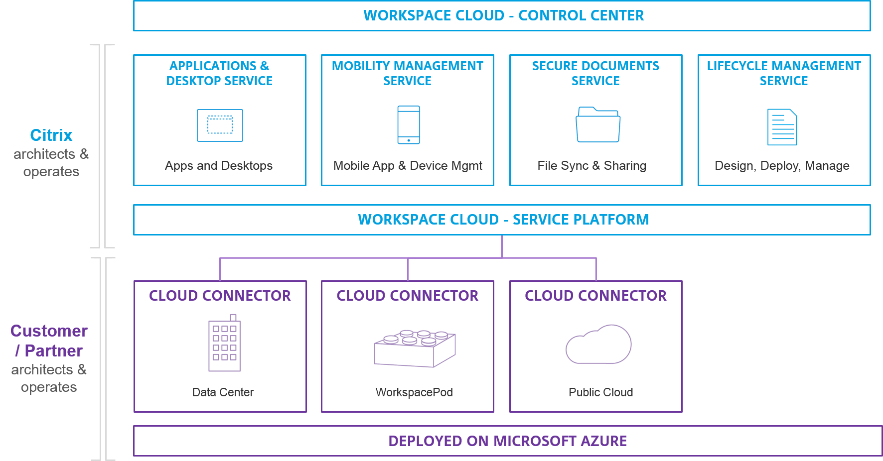 WORKSPACE CLOUD - CONTROL CENTER
Citrix
architects &
operates
APPLICATIONS &
DESKTOP SERVICE
Apps and Desktops
MOBILITY MANAGEMENT
SERVICE
Mobile App & Device Mgmt
SECURE DOCUMENTS
SERVICE
File Sync & Sharing
LIFECYCLE MANAGEMENT
SERVICE
Design, Deploy, Manage
WORKSPACE CLOUD - SERVICE PLATFORM
Customer
/ Partner
architects &
operates
CLOUD CONNECTOR
Data Center
CLOUD CONNECTOR
WorkspacePod
CLOUD CONNECTOR
Public Cloud
DEPLOYED ON MICROSOFT AZURE